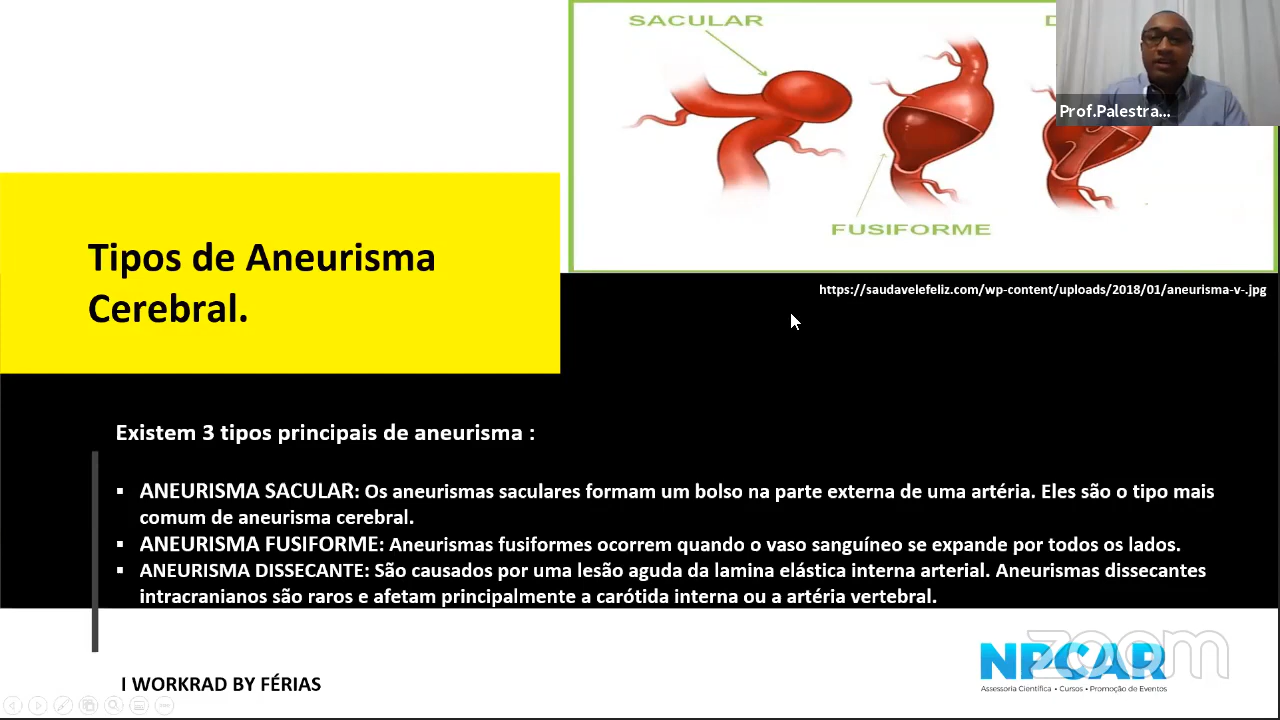 SACULAR
D
Prof.Palestra...
FUSIFORME
https://saudavelefeliz.com/wp-content/uploads/2018/01/aneurisma-v-.jpg
Tipos de Aneurisma
Cerebral.
Existem 3 tipos principais de aneurisma :
▪ ANEURISMA SACULAR: Os aneurismas saculares formam um bolso na parte externa de uma artéria. Eles são o tipo mais
comum de aneurisma cerebral.
▪ ANEURISMA FUSIFORME: Aneurismas fusiformes ocorrem quando o vaso sanguíneo se expande por todos os lados.
▪ ANEURISMA DISSECANTE: São causados por uma lesão aguda da lamina elástica interna arterial. Aneurismas dissecantes
intracranianos são raros e afetam principalmente a carótida interna ou a artéria vertebral.
I WORKRAD BY FÉRIAS
NPCAR
zoom
Assessoria Científica • Cursos • Promoção de Eventos